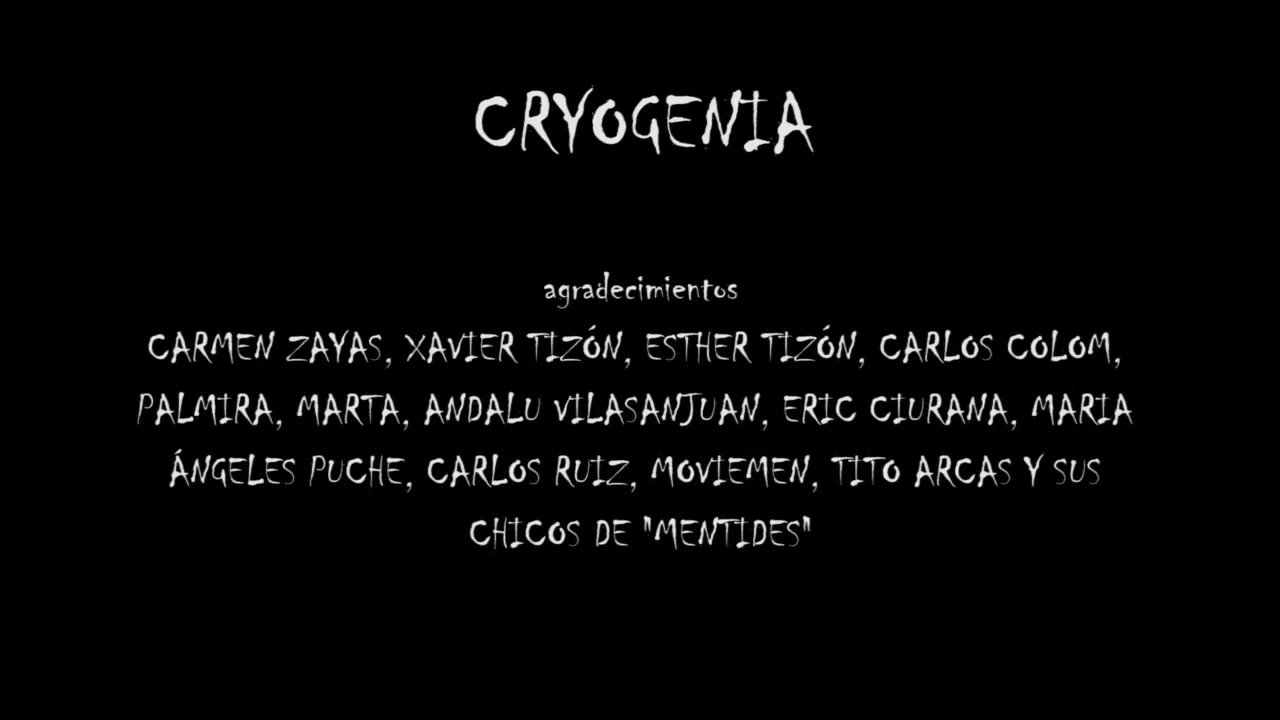 CRYOGENIA
agradecimientos
CARMEN ZAYAS, XAVIER TIZÓN, ESTHER TIZÓN, CARLOS COLOM,
PALMIRA, MARTA, ANDALU VILASANJUAN, ERIC CIURANA, MARIA
ÁNGELES PUCHE, CARLOS RUIZ, MOVIEMEN, TITO ARCAS Y SUS
CHICOS DE "MENTIDES"